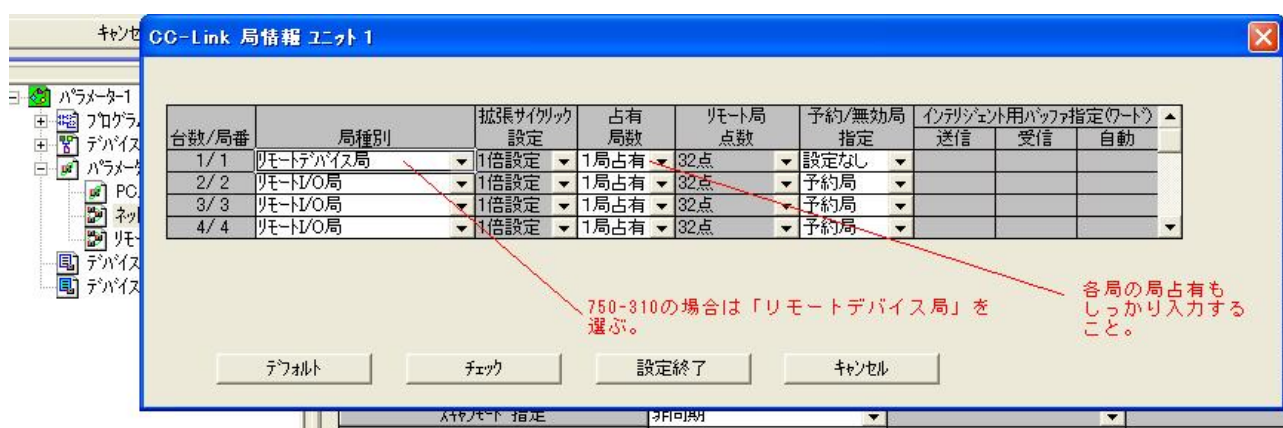 キャンセ
CC-Link 局情報 ユニット 1
パラメーター1
プログラ
デバイス
パラメータ
PC
ネット
リモー
デバイス
デバイス
台数/局番 局種別 拡張サイクリック設定 占有局数 リモート局点数 予約/無効局指定 インテリジェント用バッファ指定(ワード)
送信 受信 自動
1/ 1 リモートデバイス局 1倍設定 1局占有 32点 設定なし
2/ 2 リモートI/O局 1倍設定 1局占有 32点 予約局
3/ 3 リモートI/O局 1倍設定 1局占有 32点 予約局
4/ 4 リモートI/O局 1倍設定 1局占有 32点 予約局
750-310の場合は「リモートデバイス局」を
選ぶ。
各局の局占有も
しっかり入力する
こと。
デフォルト チェック 設定終了 キャンセル
スキャンモード 指定 非同期